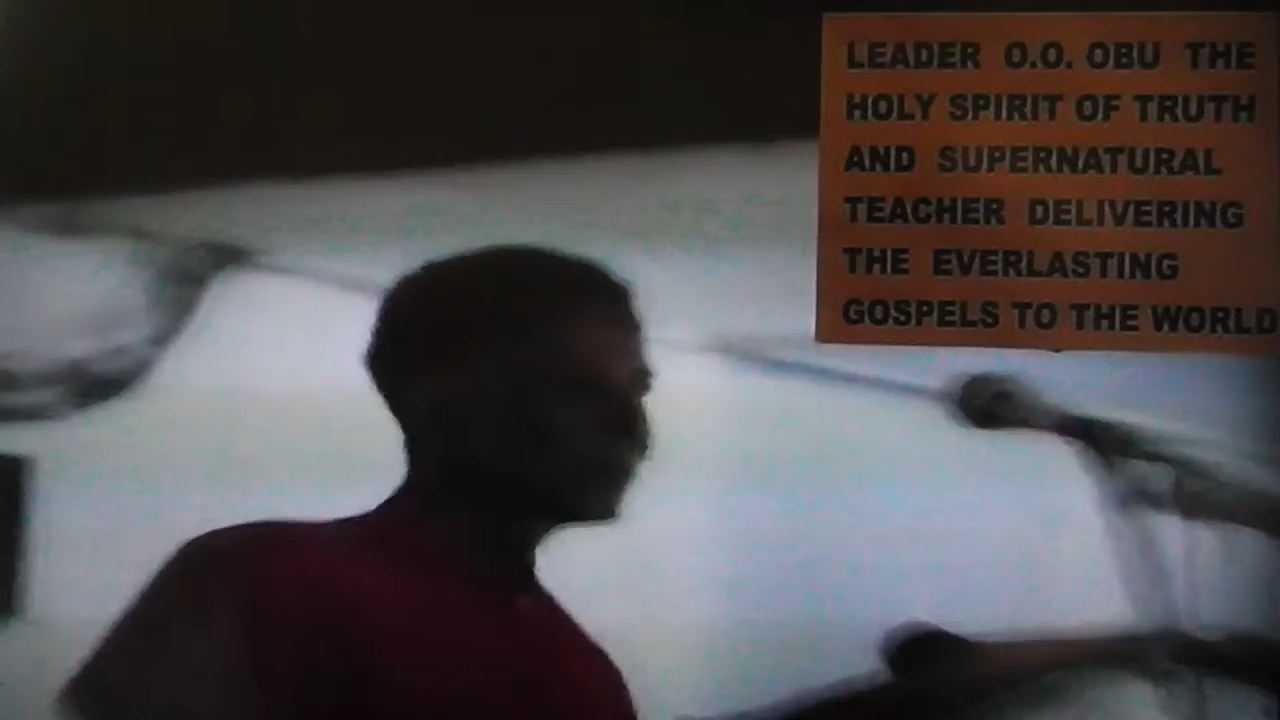 LEADER O.O. OBU THE
HOLY SPIRIT OF TRUTH
AND SUPERNATURAL
TEACHER DELIVERING
THE EVERLASTING
GOSPELS TO THE WORLD